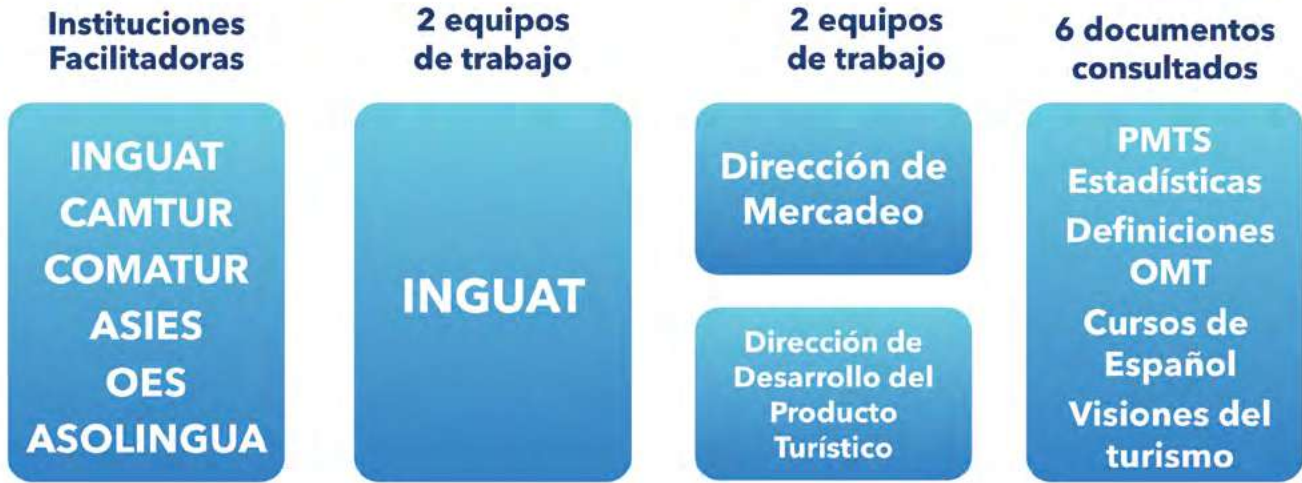 Instituciones
Facilitadoras
INGUAT
CAMTUR
COMATUR
ASIES
OES
ASOLINGUA
2 equipos
de trabajo
INGUAT
2 equipos
de trabajo
Dirección de
Mercadeo
Dirección de
Desarrollo del
Producto
Turístico
6 documentos
consultados
PMTS
Estadísticas
Definiciones
OMT
Cursos de
Español
Visiones del
turismo